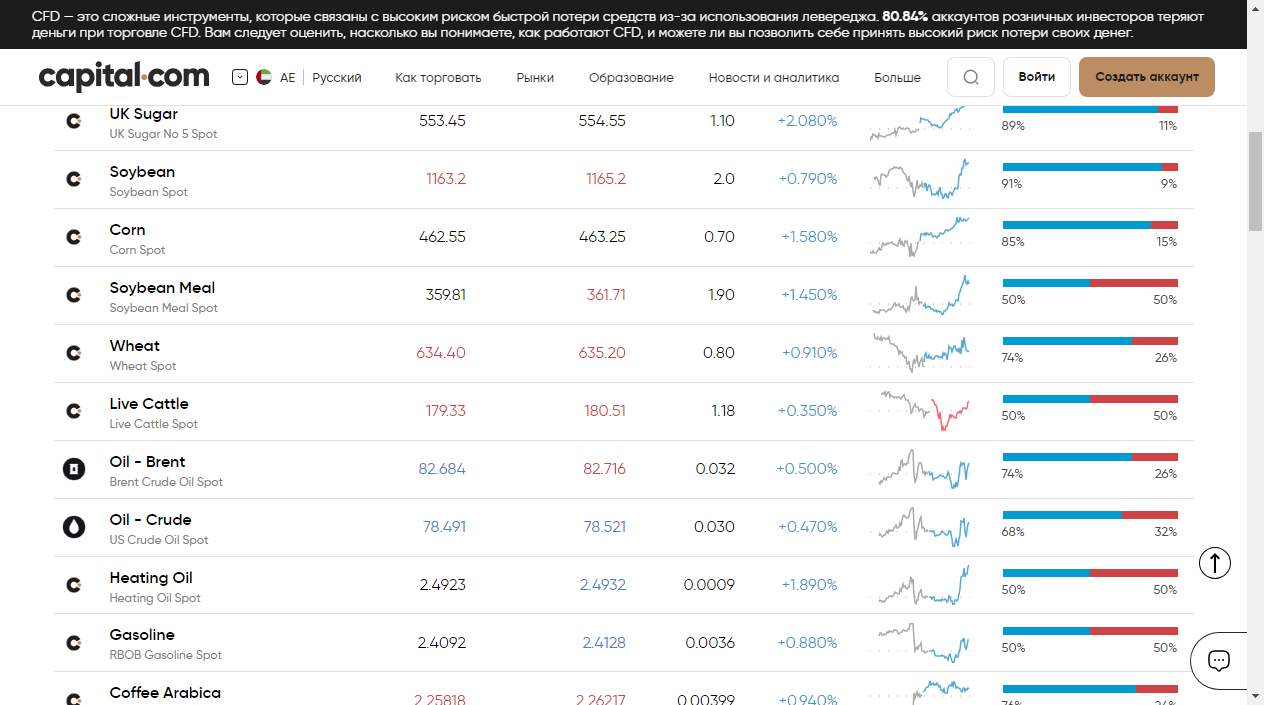 CFD — это сложные инструменты, которые связаны с высоким риском быстрой потери средств из-за использования левереджа. 80.84% аккаунтов розничных инвесторов теряют
деньги при торговле CFD. Вам следует оценить, насколько вы понимаете, как работают CFD, и можете ли вы позволить себе принять высокий риск потери своих денег.
capital.com AE Русский Как торговать Рынки Образование Новости и аналитика Больше Войти Создать аккаунт
UK Sugar 553.45 554.55 1.10 +2.080%
UK Sugar No 5 Spot 89% 11%
Soybean 1163.2 1165.2 2.0 +0.790%
Soybean Spot 91% 9%
Corn 462.55 463.25 0.70 +1.580%
Corn Spot 85% 15%
Soybean Meal 359.81 361.71 1.90 +1.450%
Soybean Meal Spot 50% 50%
Wheat 634.40 635.20 0.80 +0.910%
Wheat Spot 74% 26%
Live Cattle 179.33 180.51 1.18 +0.350%
Live Cattle Spot 50% 50%
Oil - Brent 82.684 82.716 0.032 +0.500%
Brent Crude Oil Spot 74% 26%
Oil - Crude 78.491 78.521 0.030 +0.470%
US Crude Oil Spot 68% 32%
Heating Oil 2.4923 2.4932 0.0009 +1.890%
Heating Oil Spot 50% 50%
Gasoline 2.4092 2.4128 0.0036 +0.880%
RBOB Gasoline Spot 50% 50%
Coffee Arabica 2.25818 2.26217 0.00399 +0.940%
76% 24%